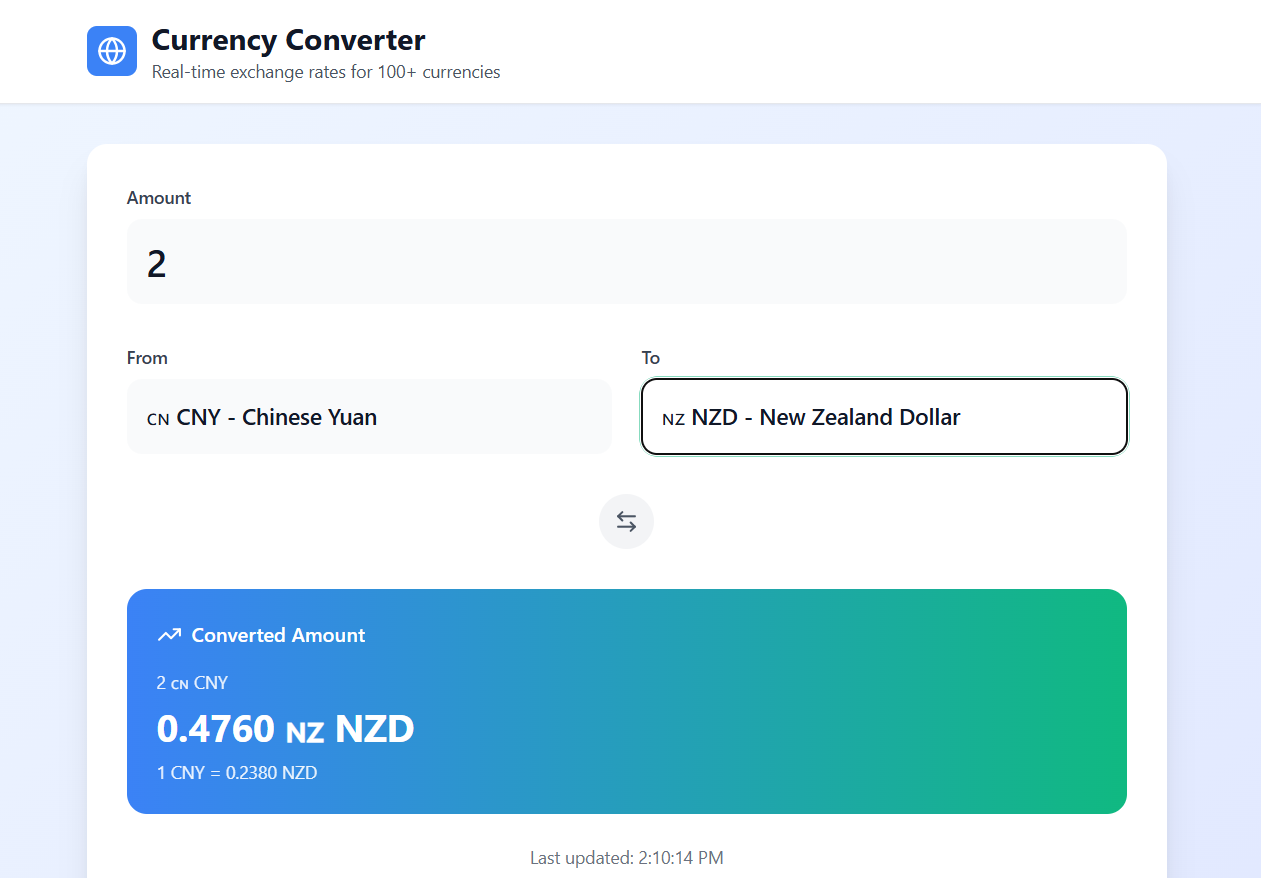 Currency Converter
Real-time exchange rates for 100+ currencies
Amount
2
From
To
CN CNY - Chinese Yuan
NZ NZD - New Zealand Dollar
Converted Amount
2 CN CNY
0.4760 NZ NZD
1 CNY = 0.2380 NZD
Last updated: 2:10:14 PM